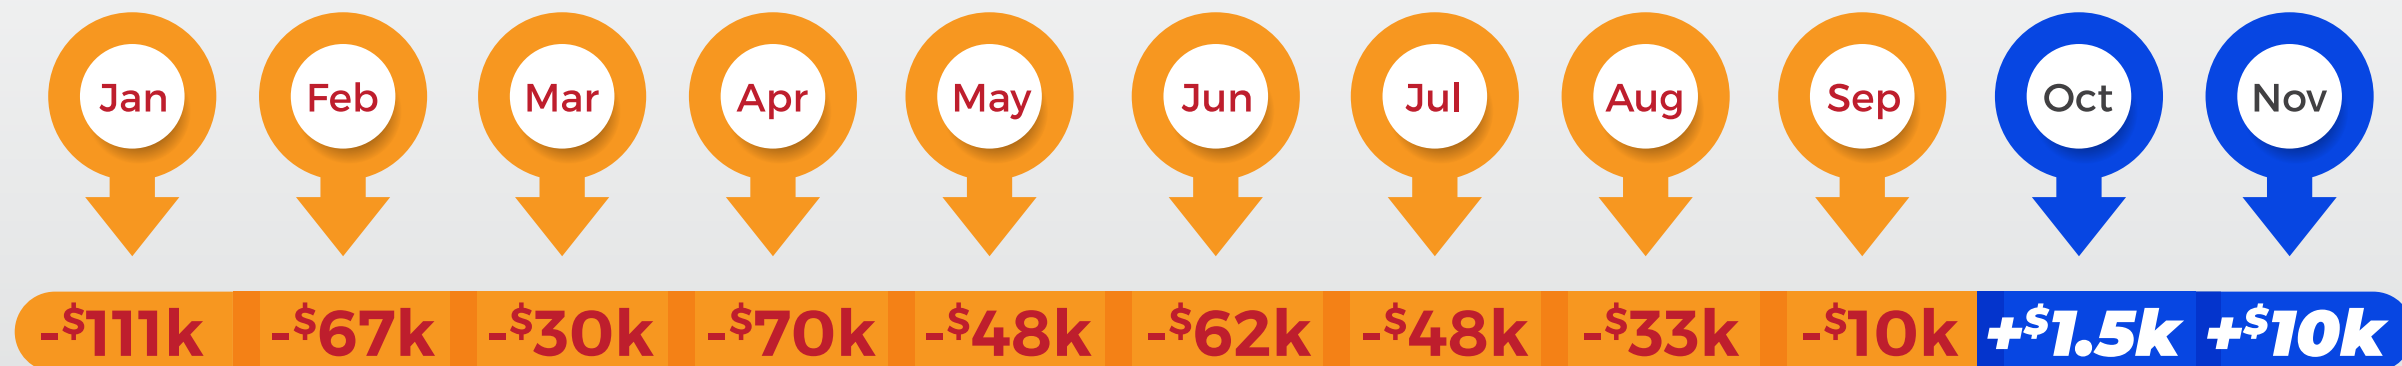 Jan Feb Mar Apr May Jun Jul Aug Sep Oct Nov
-$111k -$67k -$30k -$70k -$48k -$62k -$48k -$33k -$10k +$1.5k +$10k